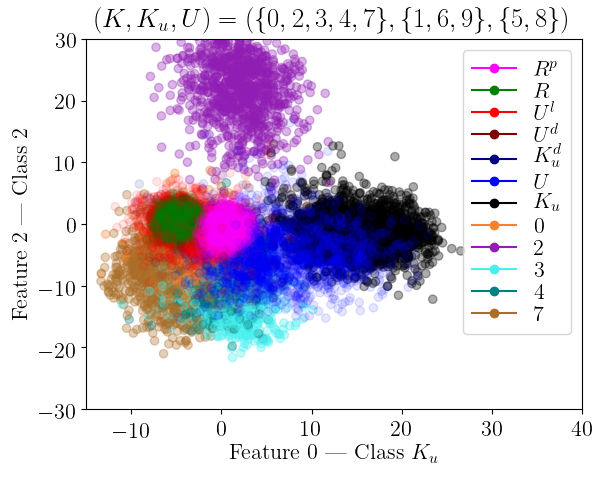 (K, K_u, U) = ({0, 2, 3, 4, 7}, {1, 6, 9}, {5, 8})
30
20
10
0
−10
−20
−30
Feature 2 — Class 2
−10 0 10 20 30 40
Feature 0 — Class K_u
R^p
R
U^l
U^d
K_u^d
U
K_u
0
2
3
4
7